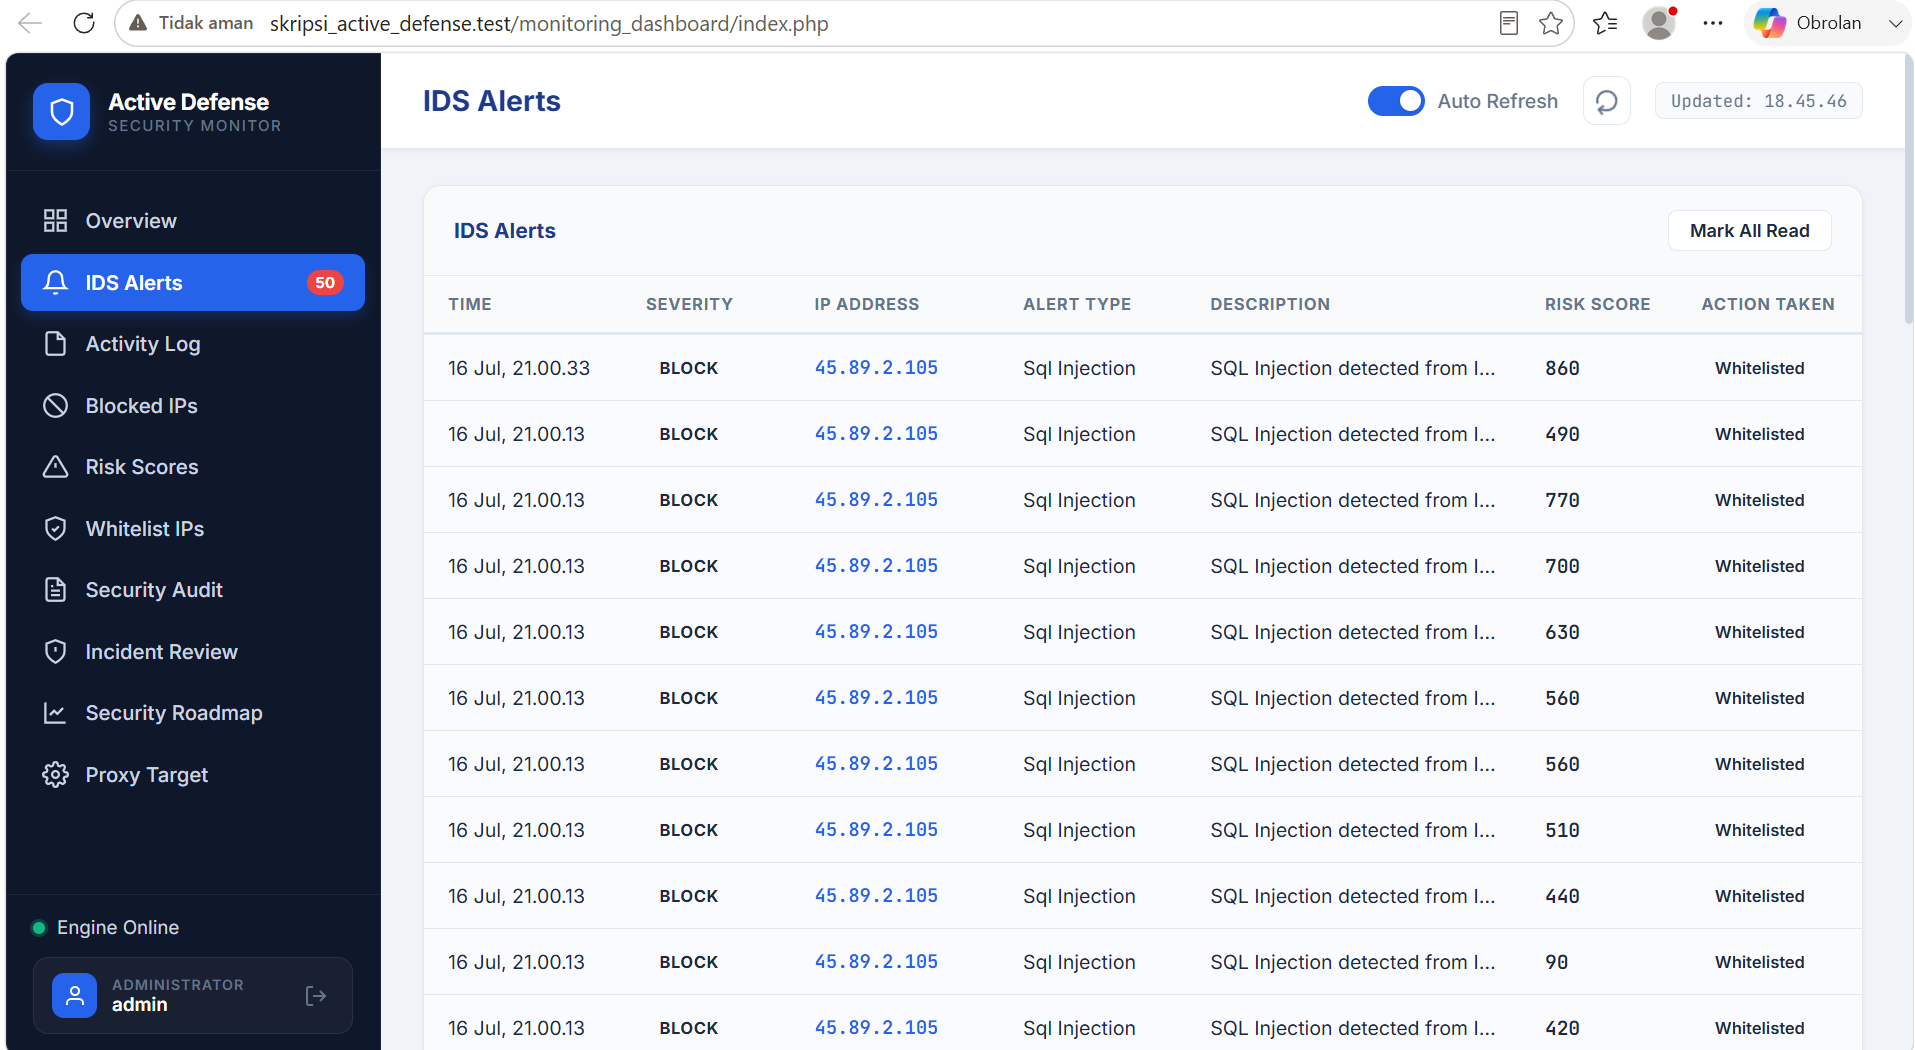 Tidak aman skripsi_active_defense.test/monitoring_dashboard/index.php Obrolan
Active Defense
SECURITY MONITOR
Overview
IDS Alerts 50
Activity Log
Blocked IPs
Risk Scores
Whitelist IPs
Security Audit
Incident Review
Security Roadmap
Proxy Target
Engine Online
ADMINISTRATOR
admin
IDS Alerts Auto Refresh Updated: 18.45.46
IDS Alerts Mark All Read
TIME SEVERITY IP ADDRESS ALERT TYPE DESCRIPTION RISK SCORE ACTION TAKEN
16 Jul, 21.00.33 BLOCK 45.89.2.105 Sql Injection SQL Injection detected from I... 860 Whitelisted
16 Jul, 21.00.13 BLOCK 45.89.2.105 Sql Injection SQL Injection detected from I... 490 Whitelisted
16 Jul, 21.00.13 BLOCK 45.89.2.105 Sql Injection SQL Injection detected from I... 770 Whitelisted
16 Jul, 21.00.13 BLOCK 45.89.2.105 Sql Injection SQL Injection detected from I... 700 Whitelisted
16 Jul, 21.00.13 BLOCK 45.89.2.105 Sql Injection SQL Injection detected from I... 630 Whitelisted
16 Jul, 21.00.13 BLOCK 45.89.2.105 Sql Injection SQL Injection detected from I... 560 Whitelisted
16 Jul, 21.00.13 BLOCK 45.89.2.105 Sql Injection SQL Injection detected from I... 560 Whitelisted
16 Jul, 21.00.13 BLOCK 45.89.2.105 Sql Injection SQL Injection detected from I... 510 Whitelisted
16 Jul, 21.00.13 BLOCK 45.89.2.105 Sql Injection SQL Injection detected from I... 440 Whitelisted
16 Jul, 21.00.13 BLOCK 45.89.2.105 Sql Injection SQL Injection detected from I... 90 Whitelisted
16 Jul, 21.00.13 BLOCK 45.89.2.105 Sql Injection SQL Injection detected from I... 420 Whitelisted